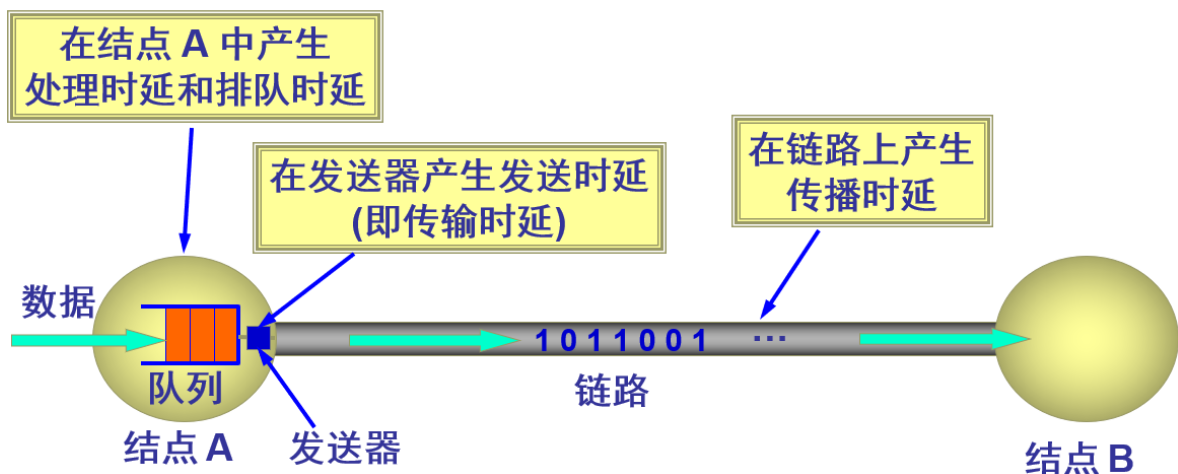 在结点 A 中产生
处理时延和排队时延
在发送器产生发送时延
(即传输时延)
在链路上产生
传播时延
数据
1 0 1 1 0 0 1 …
队列
链路
结点 A
发送器
结点 B